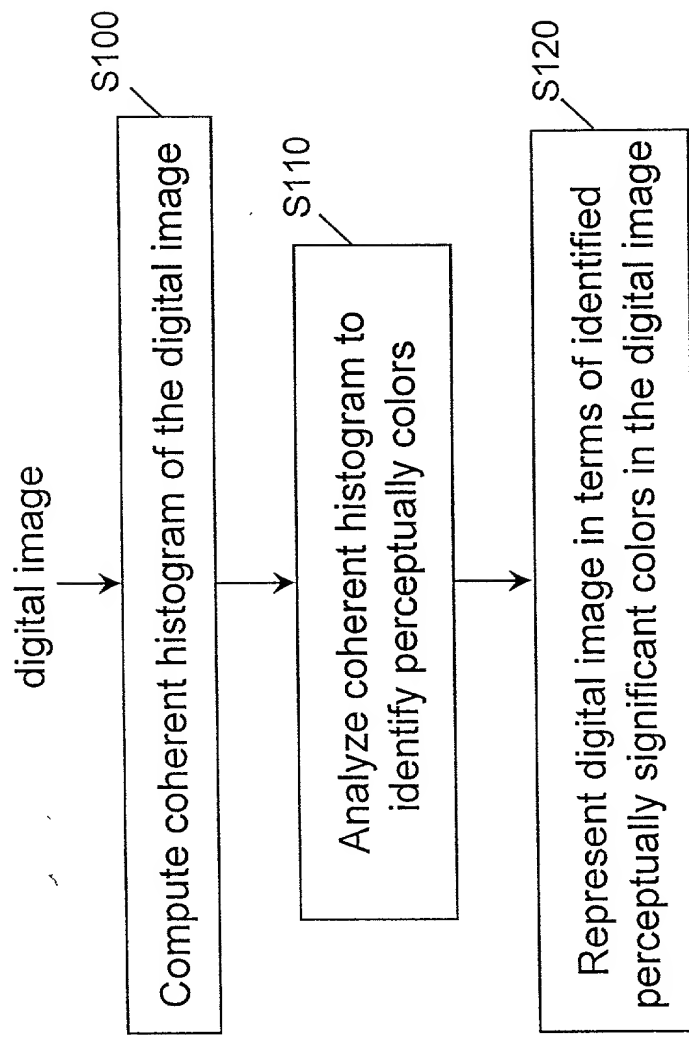 digital image
S100
Compute coherent histogram of the digital image
S110
Analyze coherent histogram to
identify perceptually colors
S120
Represent digital image in terms of identified
perceptually significant colors in the digital image